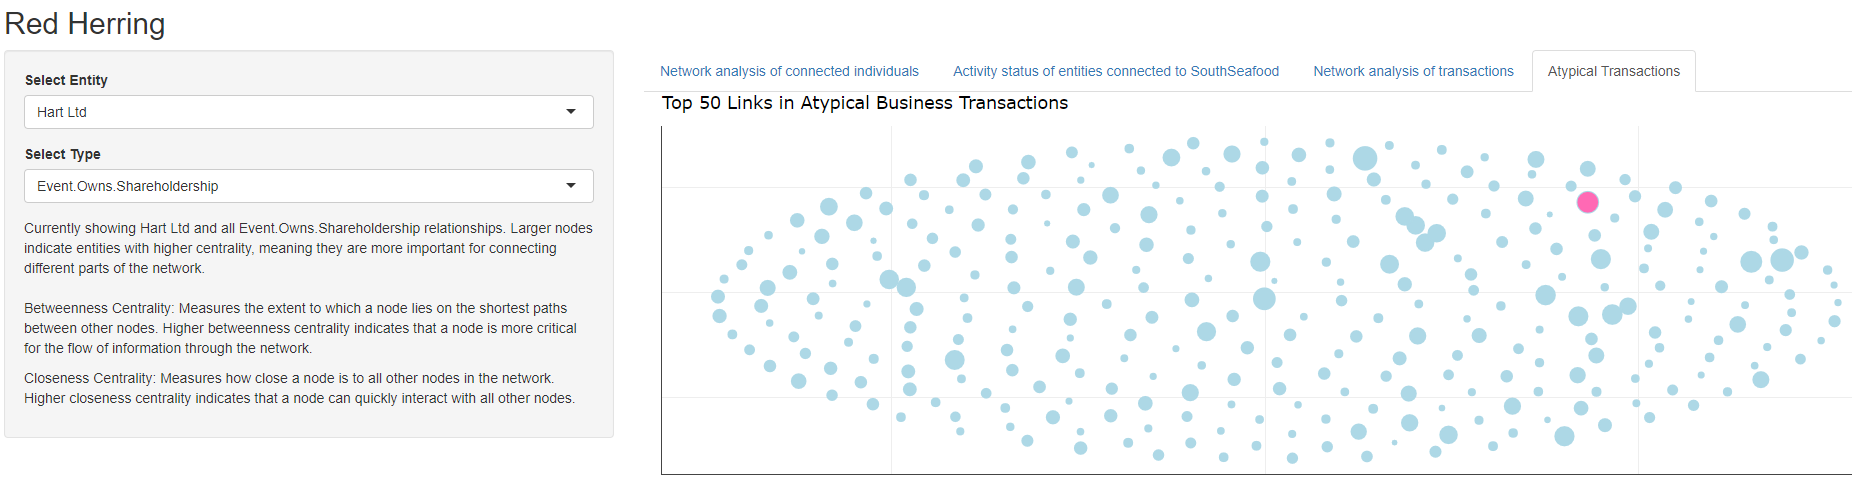 Red Herring
Select Entity
Hart Ltd
Select Type
Event.Owns.Shareholdership
Currently showing Hart Ltd and all Event.Owns.Shareholdership relationships. Larger nodes
indicate entities with higher centrality, meaning they are more important for connecting
different parts of the network.
Betweenness Centrality: Measures the extent to which a node lies on the shortest paths
between other nodes. Higher betweenness centrality indicates that a node is more critical
for the flow of information through the network.
Closeness Centrality: Measures how close a node is to all other nodes in the network.
Higher closeness centrality indicates that a node can quickly interact with all other nodes.
Network analysis of connected individuals
Activity status of entities connected to SouthSeafood
Network analysis of transactions
Atypical Transactions
Top 50 Links in Atypical Business Transactions